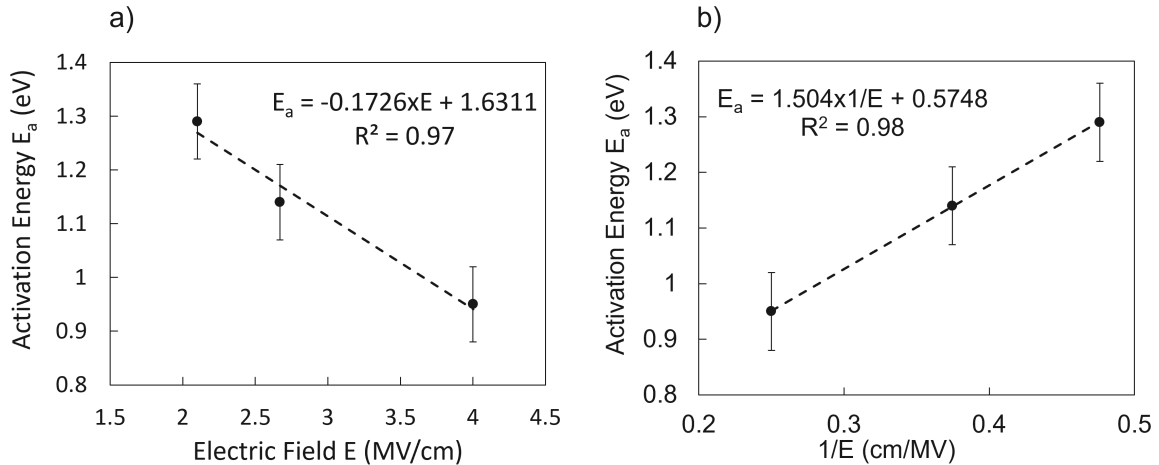 a)
1.4
1.3
1.2
1.1
1
0.9
0.8
1.5
2
2.5
3
3.5
4
4.5
Activation Energy Eₐ (eV)
Electric Field E (MV/cm)
Eₐ = -0.1726xE + 1.6311
R² = 0.97
b)
1.4
1.3
1.2
1.1
1
0.9
0.8
0.2
0.3
0.4
0.5
Activation Energy Eₐ (eV)
1/E (cm/MV)
Eₐ = 1.504x1/E + 0.5748
R² = 0.98